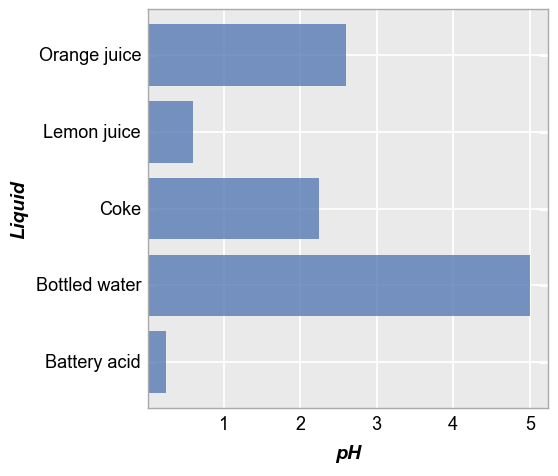 Orange juice
Lemon juice
Coke
Bottled water
Battery acid
Liquid
1 2 3 4 5
pH